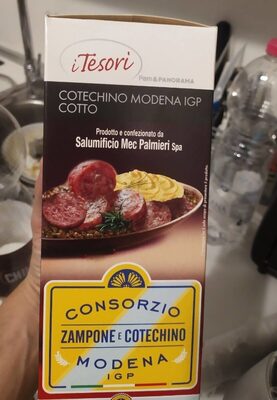 i Tesori
Pam & PANORAMA
COTECHINO MODENA IGP
COTTO
Prodotto e confezionato da
Salumificio Mec Palmieri Spa
CONSORZIO
ZAMPONE E COTECHINO
MODENA
IGP